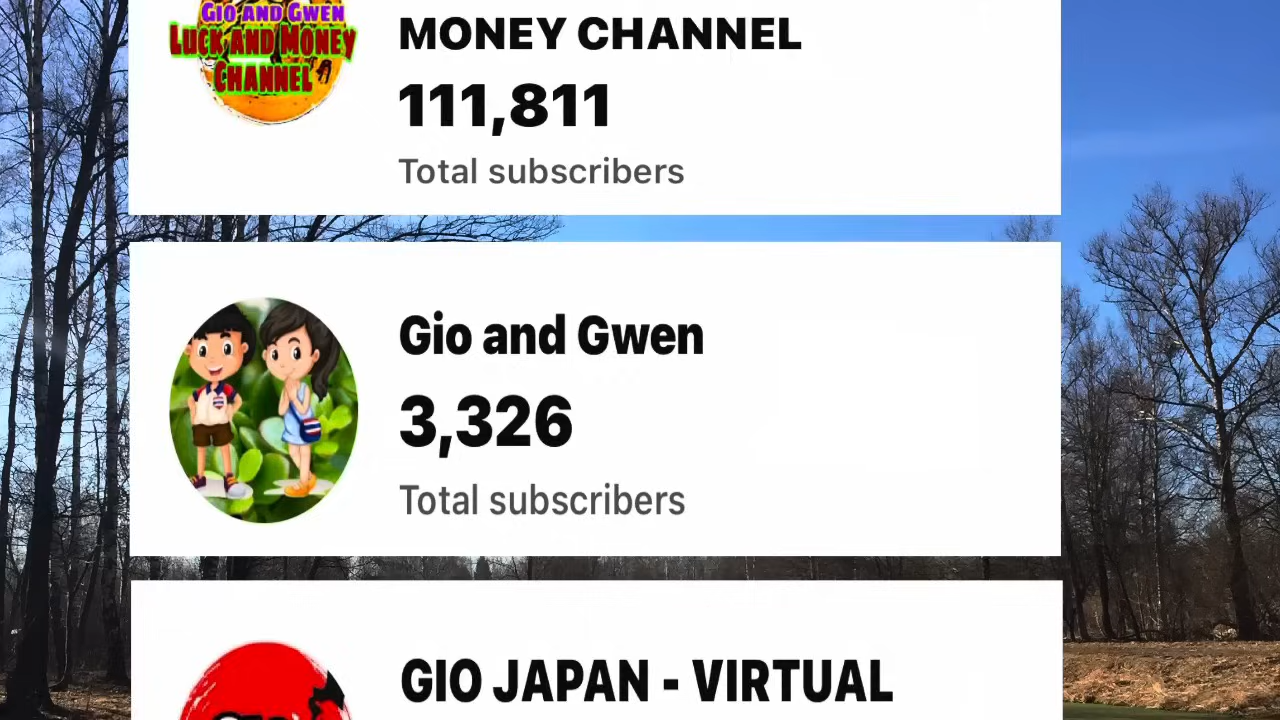 GIO AND GWEN
LUCK AND MONEY
CHANNEL
MONEY CHANNEL
111,811
Total subscribers
Gio and Gwen
3,326
Total subscribers
GIO JAPAN - VIRTUAL